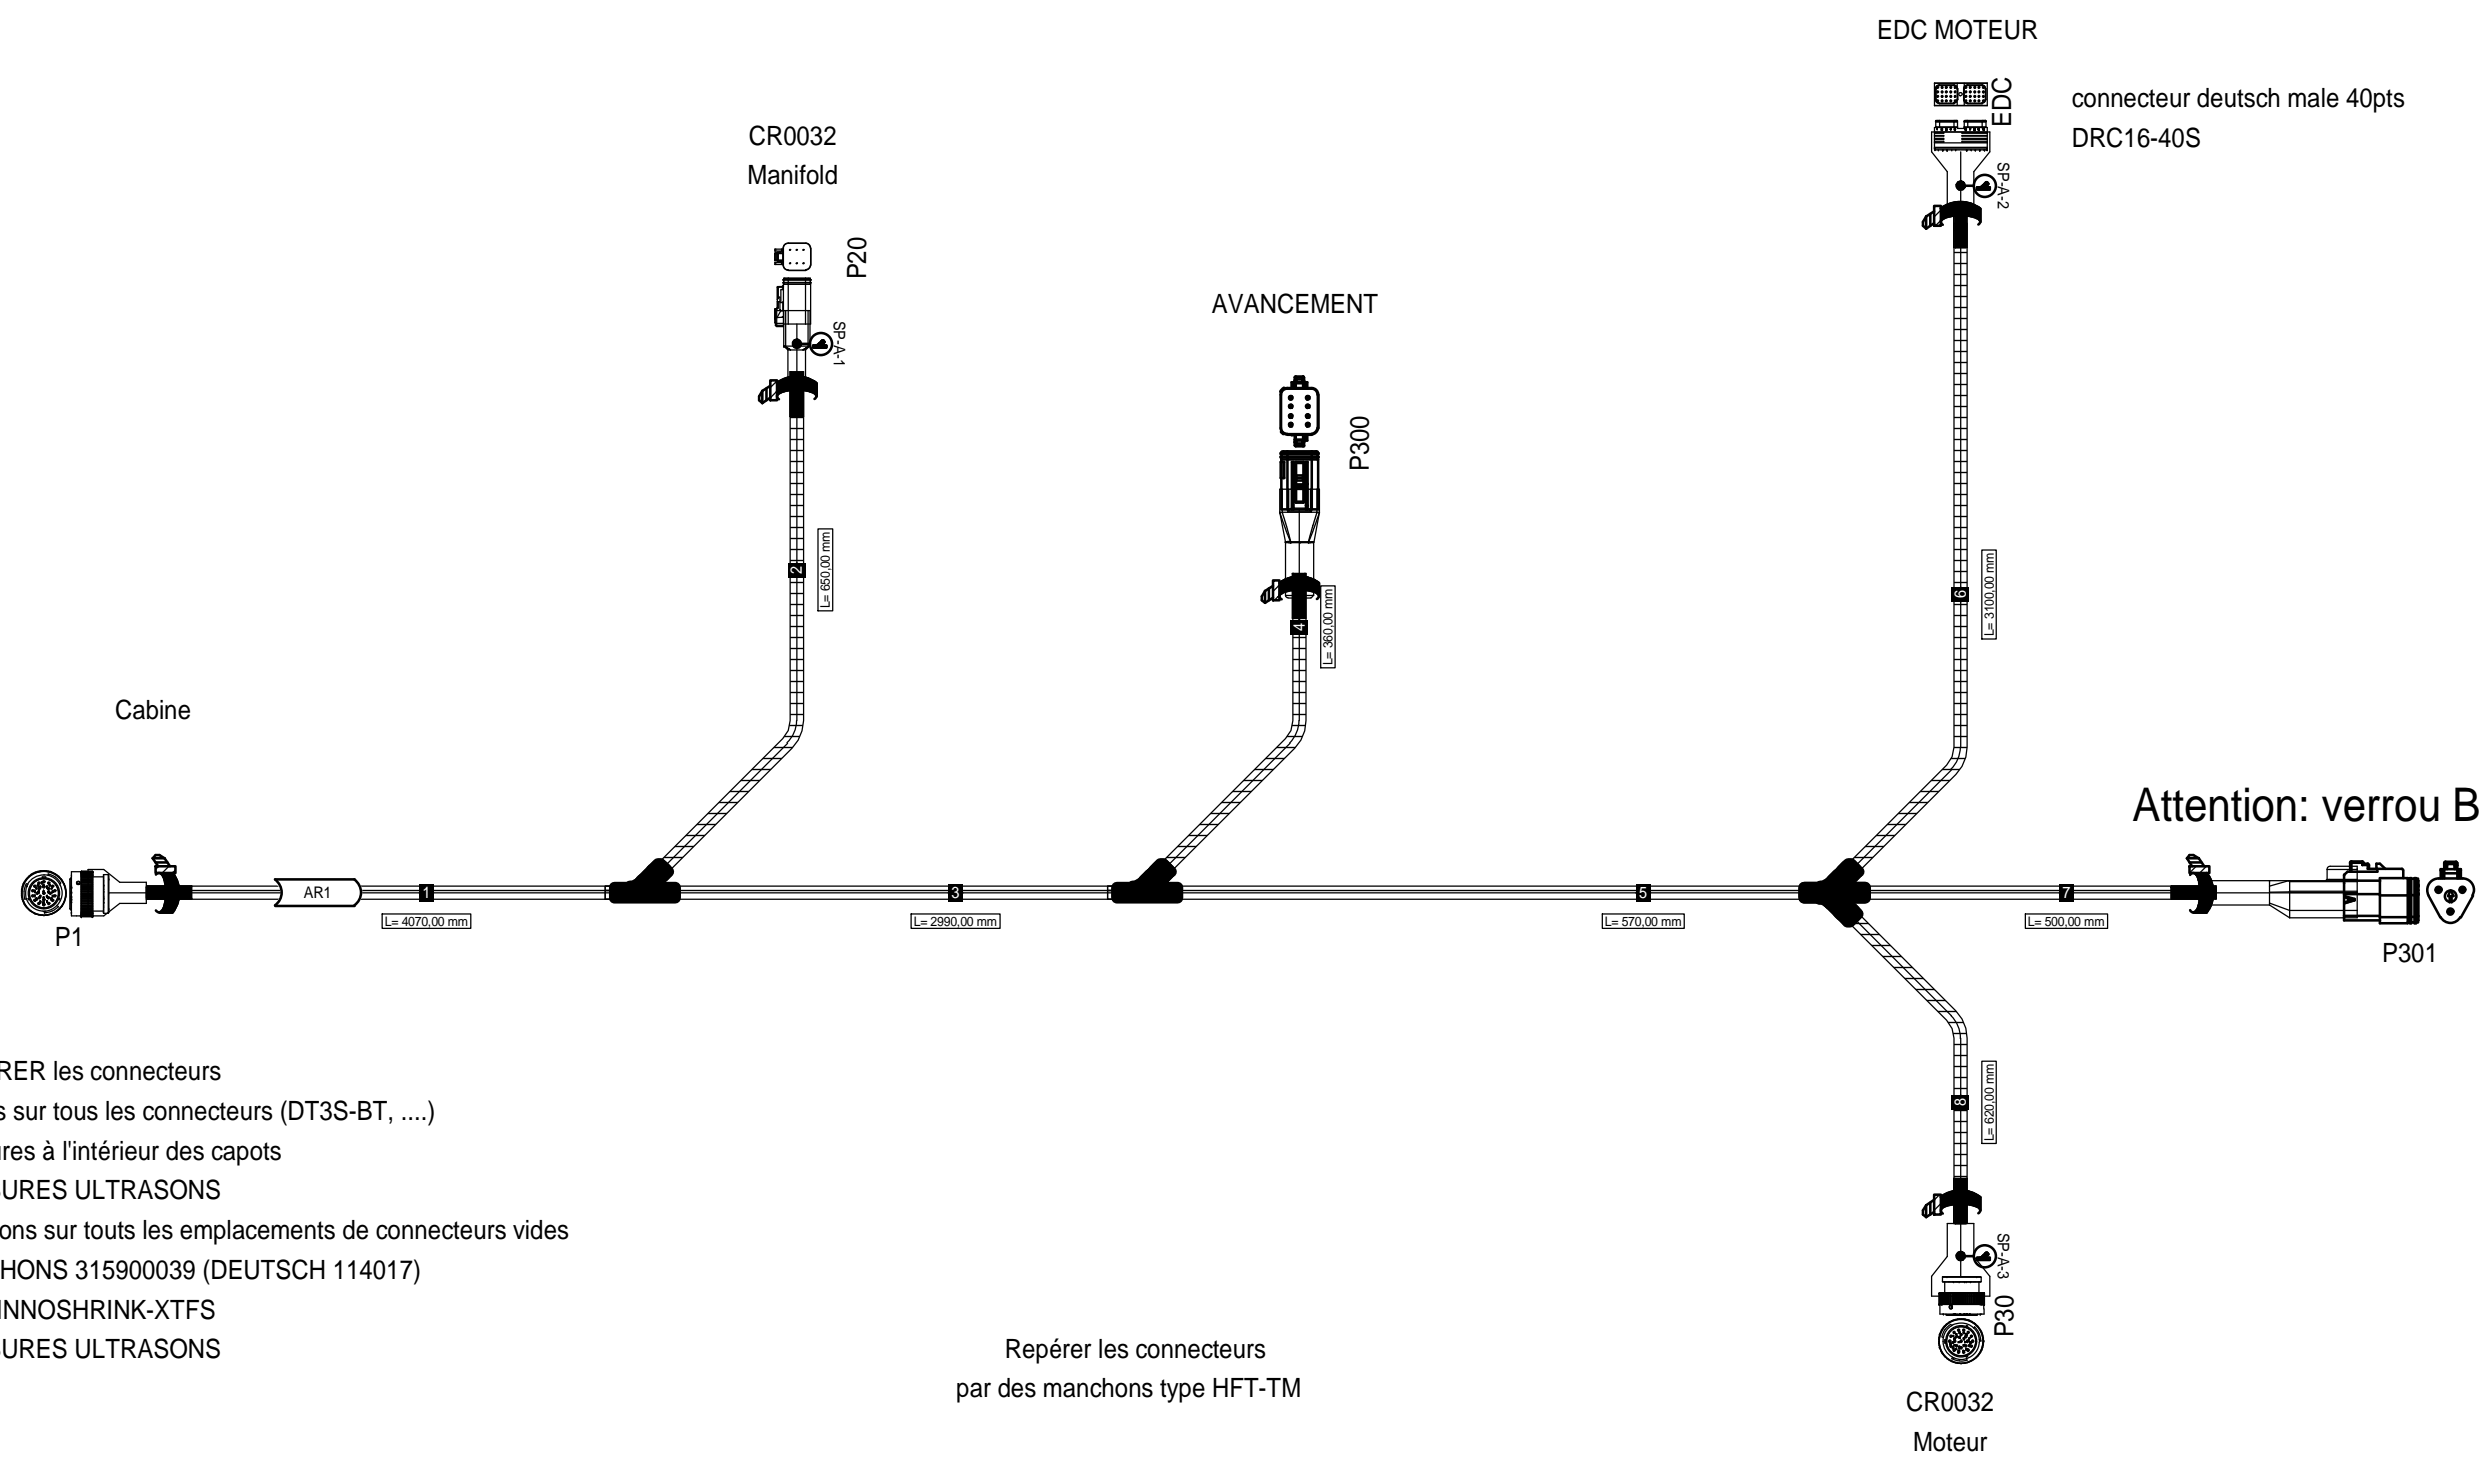 EDC MOTEUR
EDC
connecteur deutsch male 40pts
DRC16-40S
SP-A-2
CR0032
Manifold
P20
SP-A-1
AVANCEMENT
P300
2
L= 650,00 mm
4
L= 360,00 mm
6
L= 3100,00 mm
Cabine
Attention: verrou B
P1
AR1
1
L= 4070,00 mm
3
L= 2990,00 mm
5
L= 570,00 mm
7
L= 500,00 mm
A
P301
8
L= 620,00 mm
SP-A-3
P30
CR0032
Moteur
RER les connecteurs
s sur tous les connecteurs (DT3S-BT, ....)
ures à l'intérieur des capots
SURES ULTRASONS
ons sur touts les emplacements de connecteurs vides
HONS 315900039 (DEUTSCH 114017)
INNOSHRINK-XTFS
SURES ULTRASONS
Repérer les connecteurs
par des manchons type HFT-TM